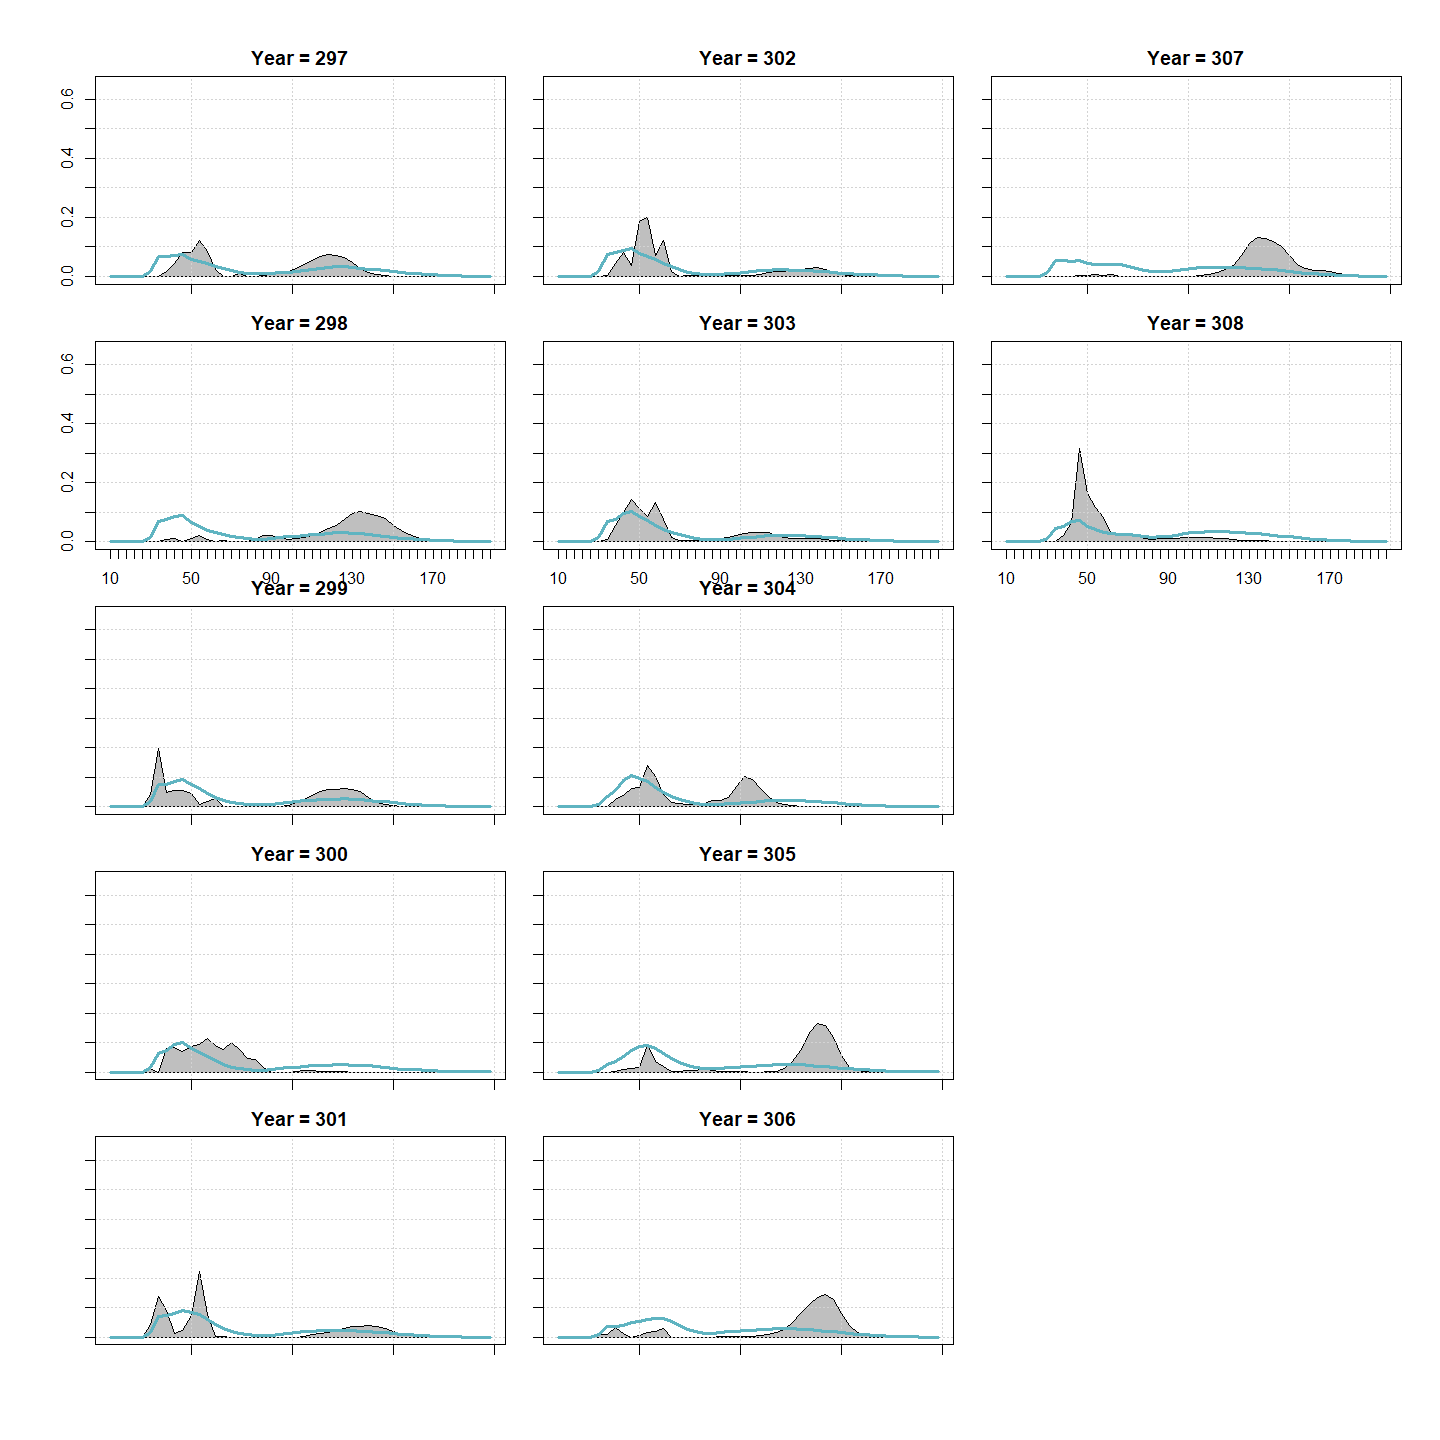 Year = 297
Year = 302
Year = 307
0.0 0.2 0.4 0.6
Year = 298
Year = 303
Year = 308
0.0 0.2 0.4 0.6
10 50 90 130 170
10 50 90 130 170
10 50 90 130 170
Year = 299
Year = 304
Year = 300
Year = 305
Year = 301
Year = 306